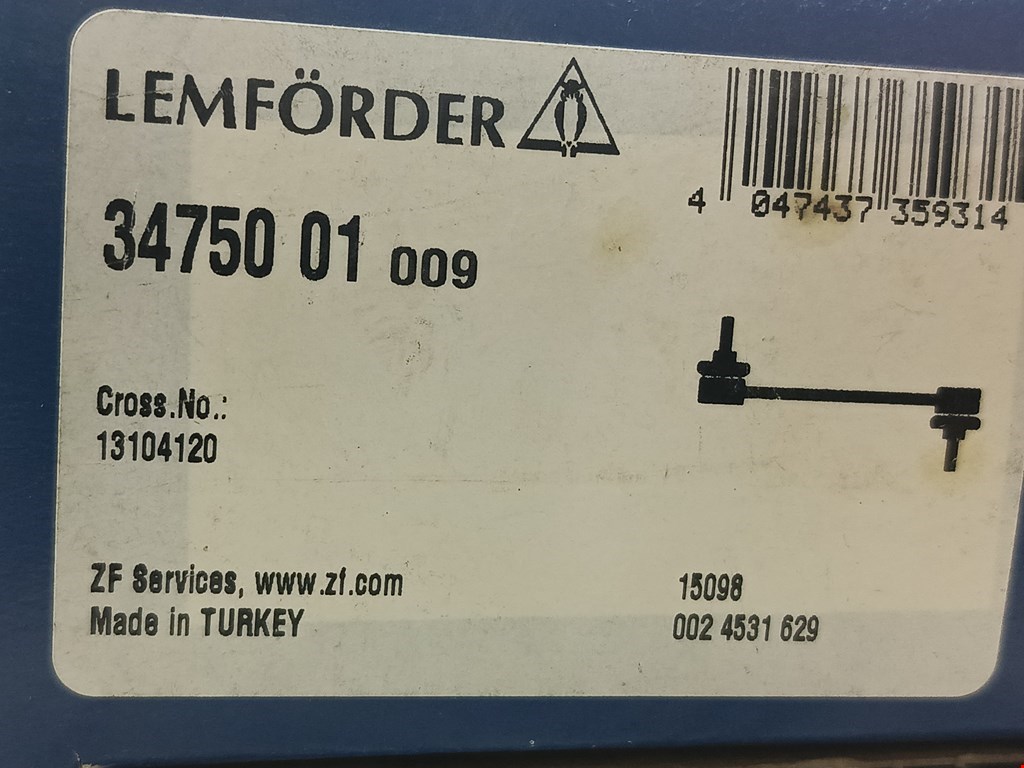 LEMFÖRDER
4 047437 359314
34750 01 009
Cross.No.:
13104120
ZF Services, www.zf.com
Made in TURKEY
15098
002 4531 629